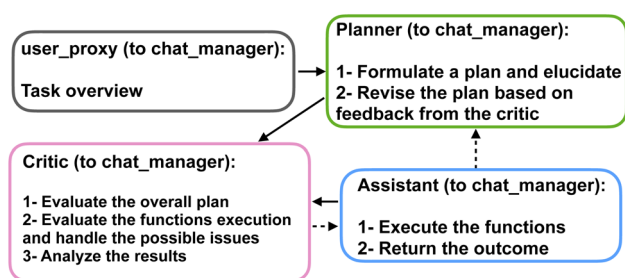 user_proxy (to chat_manager):
Task overview
Planner (to chat_manager):
1- Formulate a plan and elucidate
2- Revise the plan based on
feedback from the critic
Critic (to chat_manager):
1- Evaluate the overall plan
2- Evaluate the functions execution
and handle the possible issues
3- Analyze the results
Assistant (to chat_manager):
1- Execute the functions
2- Return the outcome